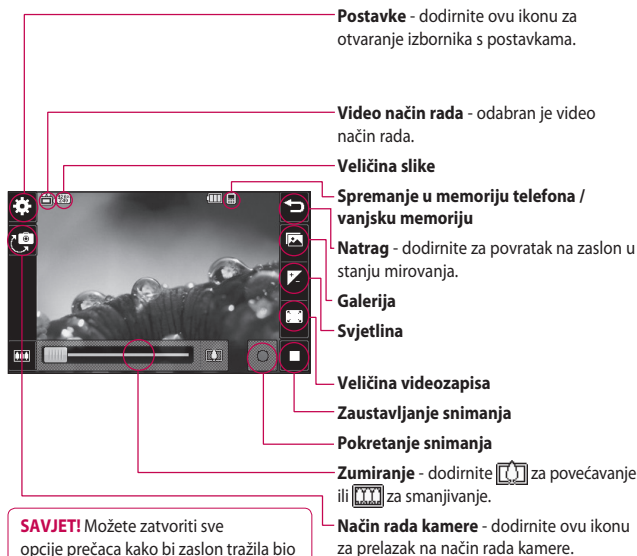 Postavke - dodirnite ovu ikonu za
otvaranje izbornika s postavkama.
Video način rada - odabran je video
način rada.
Veličina slike
Spremanje u memoriju telefona /
vanjsku memoriju
Natrag - dodirnite za povratak na zaslon u
stanju mirovanja.
Galerija
Svjetlina
Veličina videozapisa
Zaustavljanje snimanja
Pokretanje snimanja
Zumiranje - dodirnite za povećavanje
ili za smanjivanje.
Način rada kamere - dodirnite ovu ikonu
za prelazak na način rada kamere.
SAVJET! Možete zatvoriti sve
opcije prečaca kako bi zaslon tražila bio